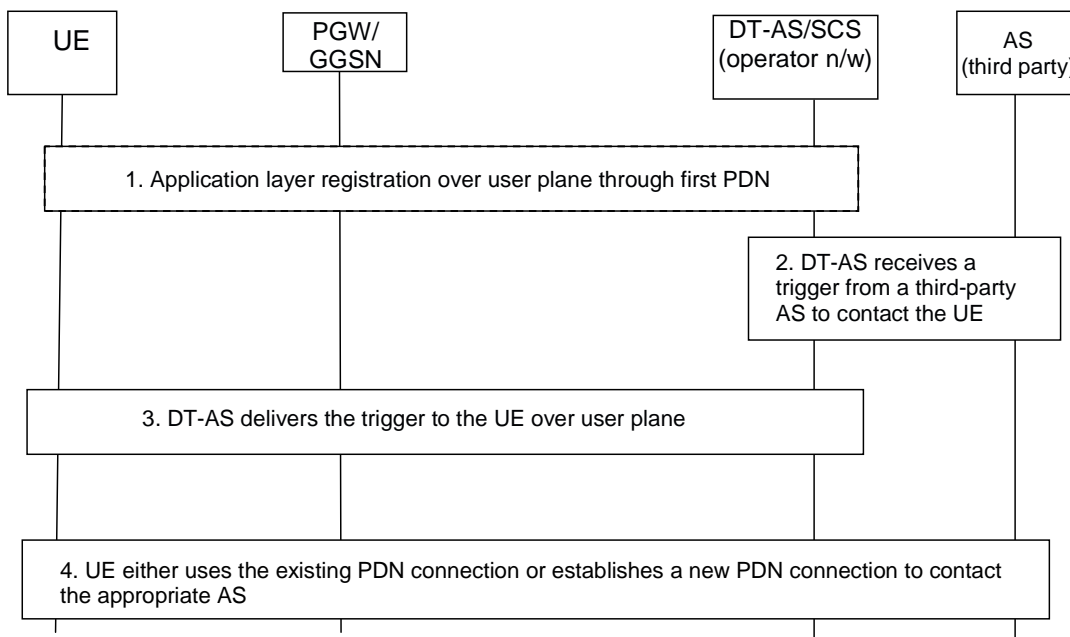 UE
PGW/
GGSN
DT-AS/SCS
(operator n/w)
AS
(third party)
1. Application layer registration over user plane through first PDN
2. DT-AS receives a
trigger from a third-party
AS to contact the UE
3. DT-AS delivers the trigger to the UE over user plane
4. UE either uses the existing PDN connection or establishes a new PDN connection to contact
the appropriate AS